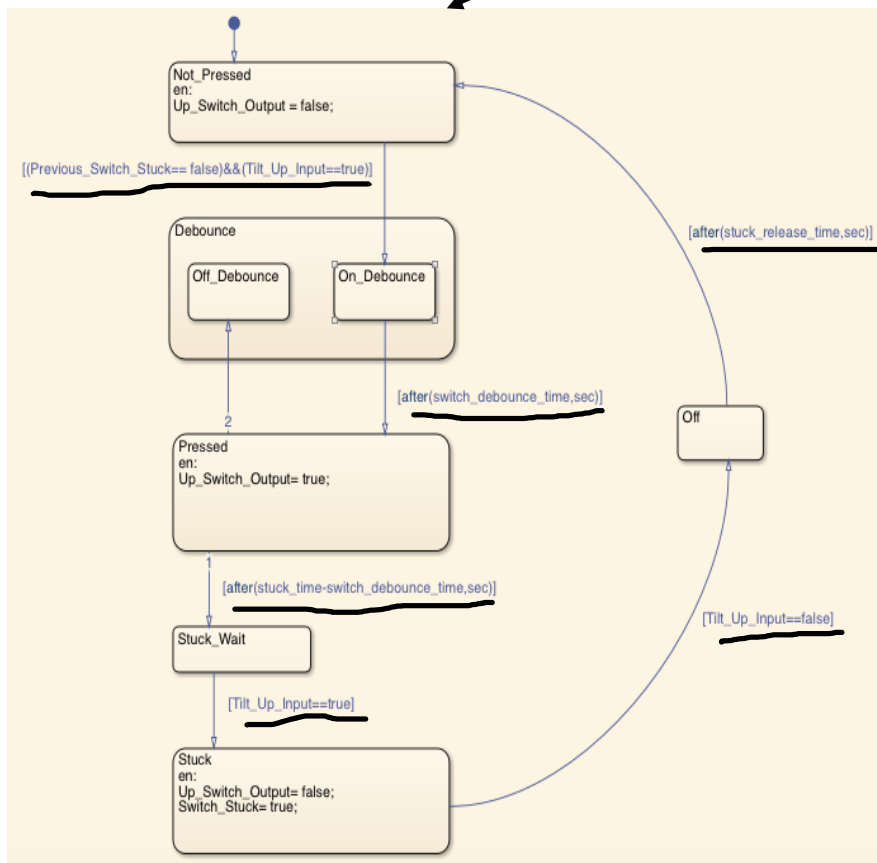 Not_Pressed
en:
Up_Switch_Output = false;
[(Previous_Switch_Stuck== false)&&(Tilt_Up_Input==true)]
Debounce
[after(stuck_release_time,sec)]
Off_Debounce
On_Debounce
[after(switch_debounce_time,sec)]
2
Off
Pressed
en:
Up_Switch_Output= true;
1
[after(stuck_time-switch_debounce_time,sec)]
Stuck_Wait
[Tilt_Up_Input==false]
[Tilt_Up_Input==true]
Stuck
en:
Up_Switch_Output= false;
Switch_Stuck= true;